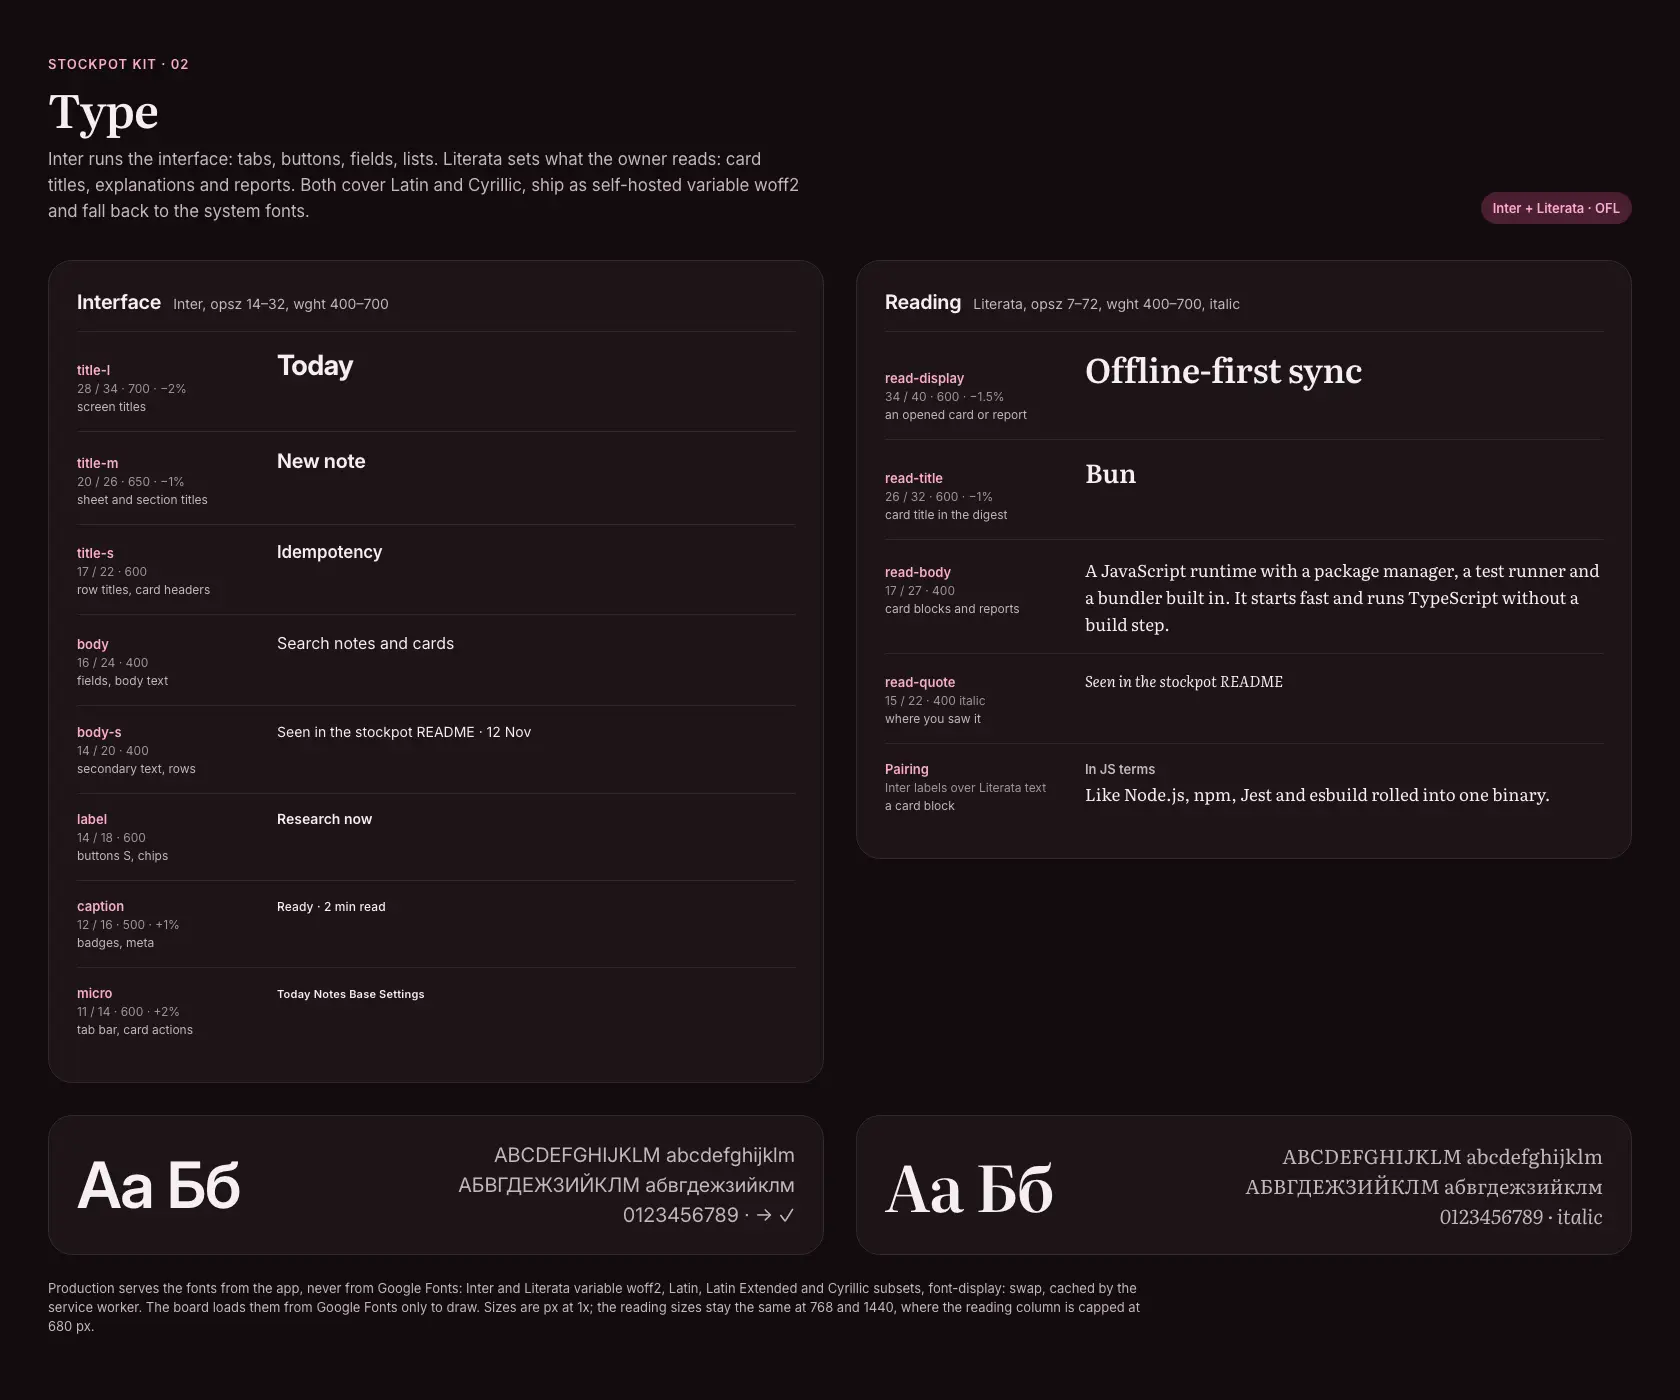 STOCKPOT KIT · 02
Type
Inter runs the interface: tabs, buttons, fields, lists. Literata sets what the owner reads: card
titles, explanations and reports. Both cover Latin and Cyrillic, ship as self-hosted variable woff2
and fall back to the system fonts.
Inter + Literata · OFL
Interface Inter, opsz 14–32, wght 400–700
title-l
28 / 34 · 700 · −2%
screen titles
Today
title-m
20 / 26 · 650 · −1%
sheet and section titles
New note
title-s
17 / 22 · 600
row titles, card headers
Idempotency
body
16 / 24 · 400
fields, body text
Search notes and cards
body-s
14 / 20 · 400
secondary text, rows
Seen in the stockpot README · 12 Nov
label
14 / 18 · 600
buttons S, chips
Research now
caption
12 / 16 · 500 · +1%
badges, meta
Ready · 2 min read
micro
11 / 14 · 600 · +2%
tab bar, card actions
Today Notes Base Settings
Reading Literata, opsz 7–72, wght 400–700, italic
read-display
34 / 40 · 600 · −1.5%
an opened card or report
Offline-first sync
read-title
26 / 32 · 600 · −1%
card title in the digest
Bun
read-body
17 / 27 · 400
card blocks and reports
A JavaScript runtime with a package manager, a test runner and
a bundler built in. It starts fast and runs TypeScript without a
build step.
read-quote
15 / 22 · 400 italic
where you saw it
Seen in the stockpot README
Pairing
Inter labels over Literata text
a card block
In JS terms
Like Node.js, npm, Jest and esbuild rolled into one binary.
Aa Бб
ABCDEFGHIJKLM abcdefghijklm
АБВГДЕЖЗИЙКЛМ абвгдежзийклм
0123456789 · → ✓
Aa Бб
ABCDEFGHIJKLM abcdefghijklm
АБВГДЕЖЗИЙКЛМ абвгдежзийклм
0123456789 · italic
Production serves the fonts from the app, never from Google Fonts: Inter and Literata variable woff2, Latin, Latin Extended and Cyrillic subsets, font-display: swap, cached by the
service worker. The board loads them from Google Fonts only to draw. Sizes are px at 1x; the reading sizes stay the same at 768 and 1440, where the reading column is capped at
680 px.